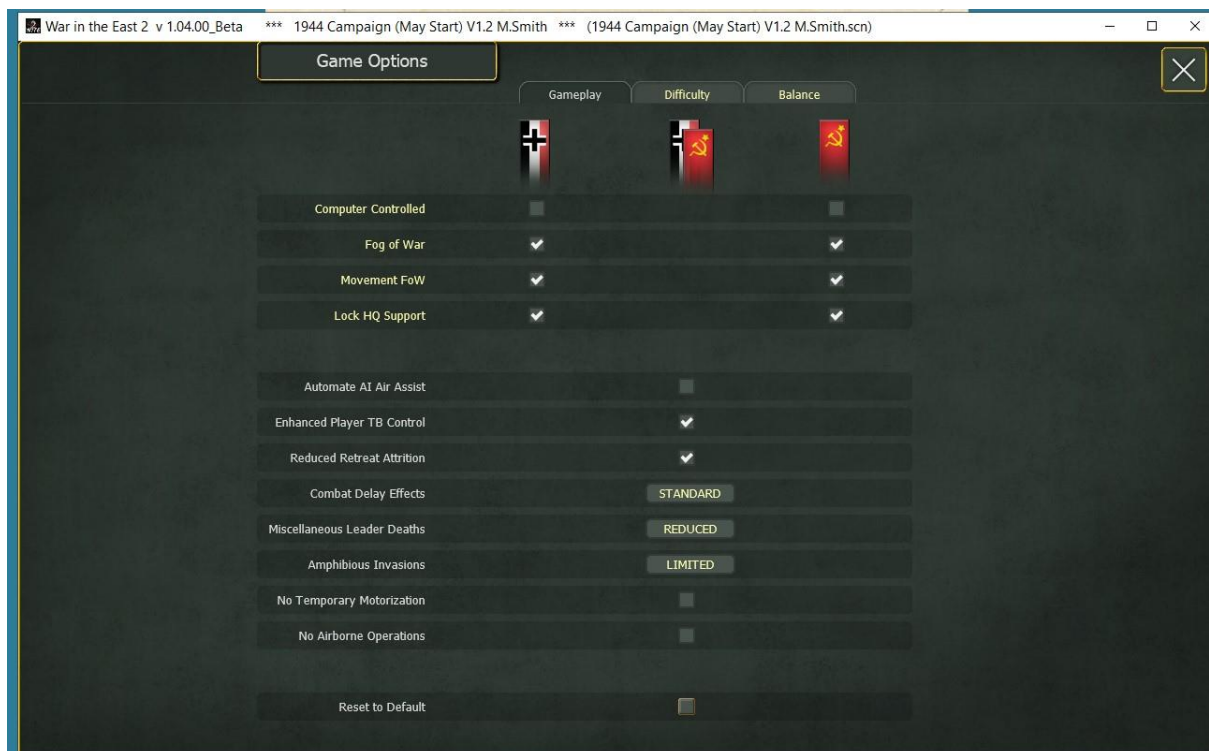 War in the East 2 v 1.04.00_Beta *** 1944 Campaign (May Start) V1.2 M.Smith *** (1944 Campaign (May Start) V1.2 M.Smith.scn)
Game Options
Gameplay Difficulty Balance
Computer Controlled
Fog of War
Movement FoW
Lock HQ Support
Automate AI Air Assist
Enhanced Player TB Control
Reduced Retreat Attrition
Combat Delay Effects STANDARD
Miscellaneous Leader Deaths REDUCED
Amphibious Invasions LIMITED
No Temporary Motorization
No Airborne Operations
Reset to Default